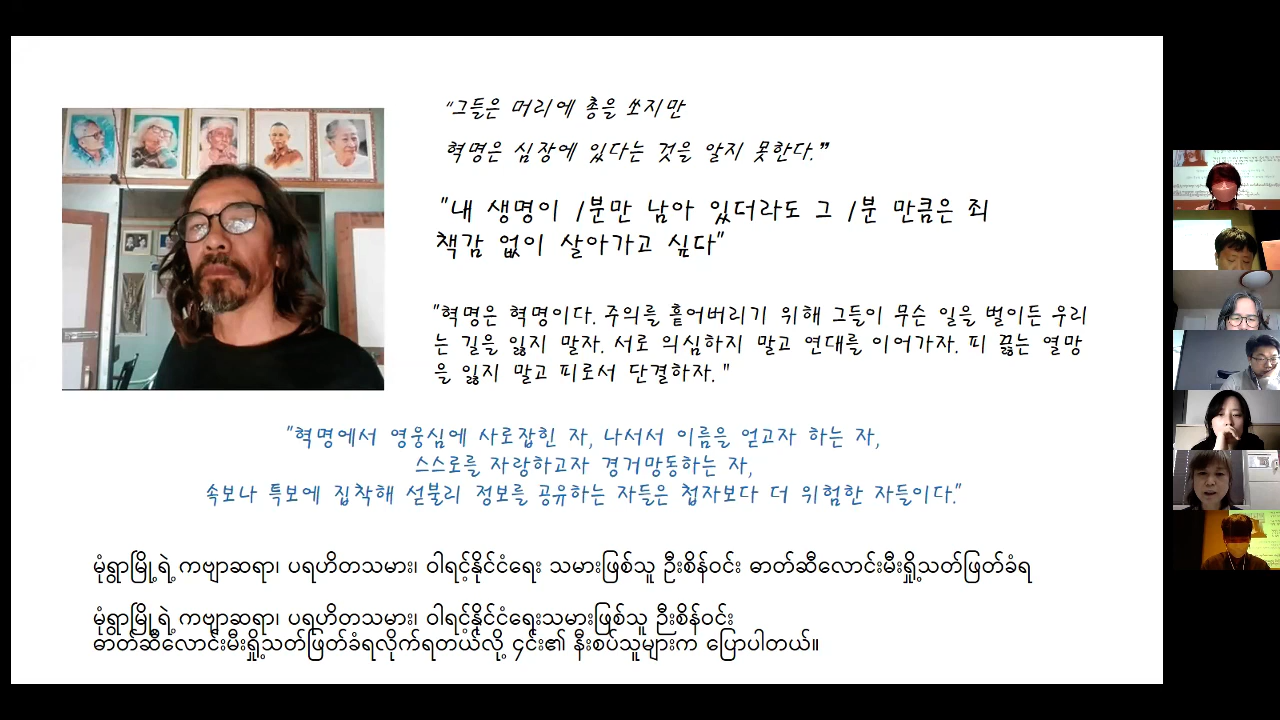 "그들은 머리에 총을 쏘지만
혁명은 심장에 있다는 것을 알지 못한다."
"내 생명이 1분만 남아 있더라도 그 1분 만큼은 죄
책감 없이 살아가고 싶다"
"혁명은 혁명이다. 주의를 흩어버리기 위해 그들이 무슨 일을 벌이든 우리
는 길을 잃지 말자. 서로 의심하지 말고 연대를 이어가자. 피 끓는 열망
을 잃지 말고 피로서 단결하자. "
"혁명에서 영웅심에 사로잡힌 자, 나서서 이름을 얻고자 하는 자,
스스로를 자랑하고자 경거망동하는 자,
속보나 특보에 집착해 섣불리 정보를 공유하는 자들은 첩자보다 더 위험한 자들이다."
မုံရွာမြို့ရဲ့ ကဗျာဆရာ၊ ပရဟိတသမား၊ ဝါရင့်နိုင်ငံရေး သမားဖြစ်သူ ဦးစိန်ဝင်း ဓာတ်ဆီလောင်းမီးရှို့သတ်ဖြတ်ခံရ
မုံရွာမြို့ရဲ့ ကဗျာဆရာ၊ ပရဟိတသမား၊ ဝါရင့်နိုင်ငံရေးသမားဖြစ်သူ ဦးစိန်ဝင်း
ဓာတ်ဆီလောင်းမီးရှို့သတ်ဖြတ်ခံရလိုက်ရတယ်လို့ ၄င်း၏ နီးစပ်သူများက ပြောပါတယ်။